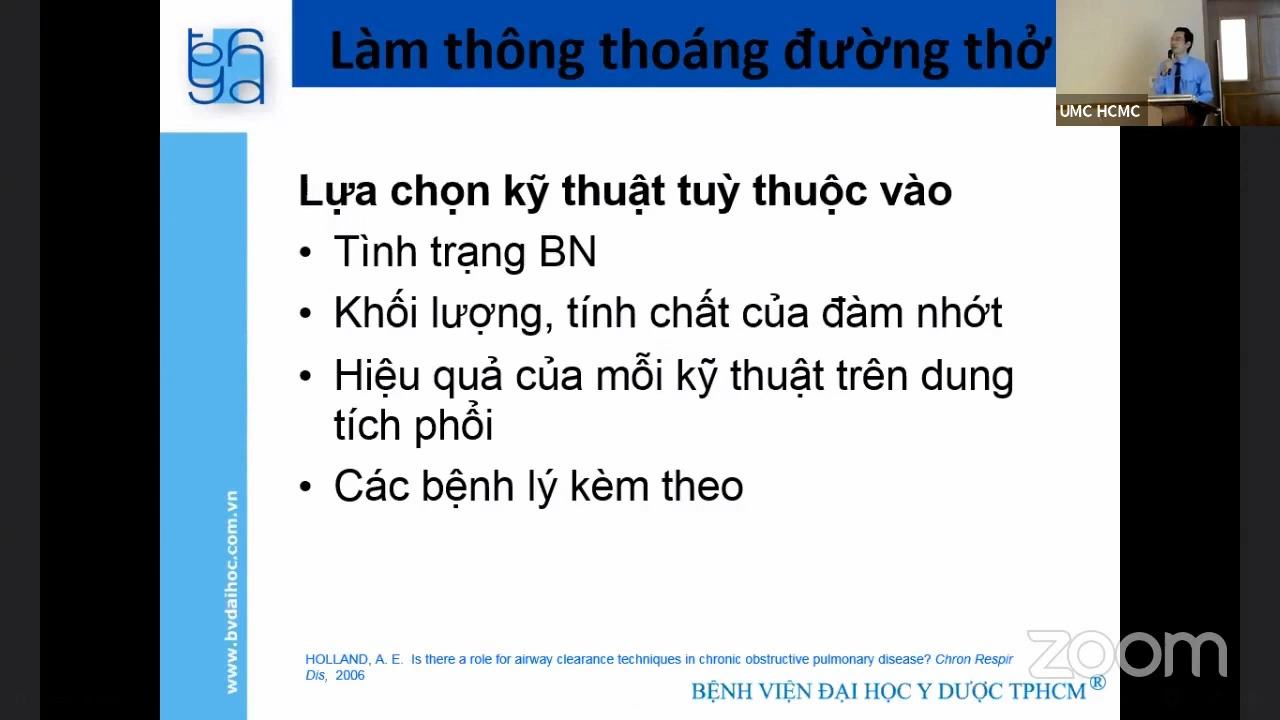 Làm thông thoáng đường thở
UMC HCMC
Lựa chọn kỹ thuật tuỳ thuộc vào
• Tình trạng BN
• Khối lượng, tính chất của đàm nhớt
• Hiệu quả của mỗi kỹ thuật trên dung
tích phổi
• Các bệnh lý kèm theo
www.bvdaihoc.com.vn
HOLLAND, A. E. Is there a role for airway clearance techniques in chronic obstructive pulmonary disease? Chron Respir
Dis, 2006
zoom
BỆNH VIỆN ĐẠI HỌC Y DƯỢC TPHCM®